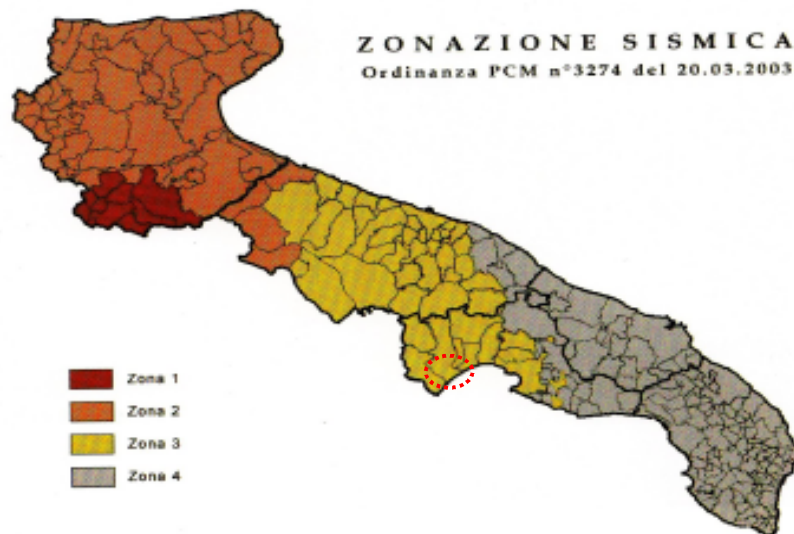 ZONAZIONE SISMICA
Ordinanza PCM n°3274 del 20.03.2003
Zona 1
Zona 2
Zona 3
Zona 4